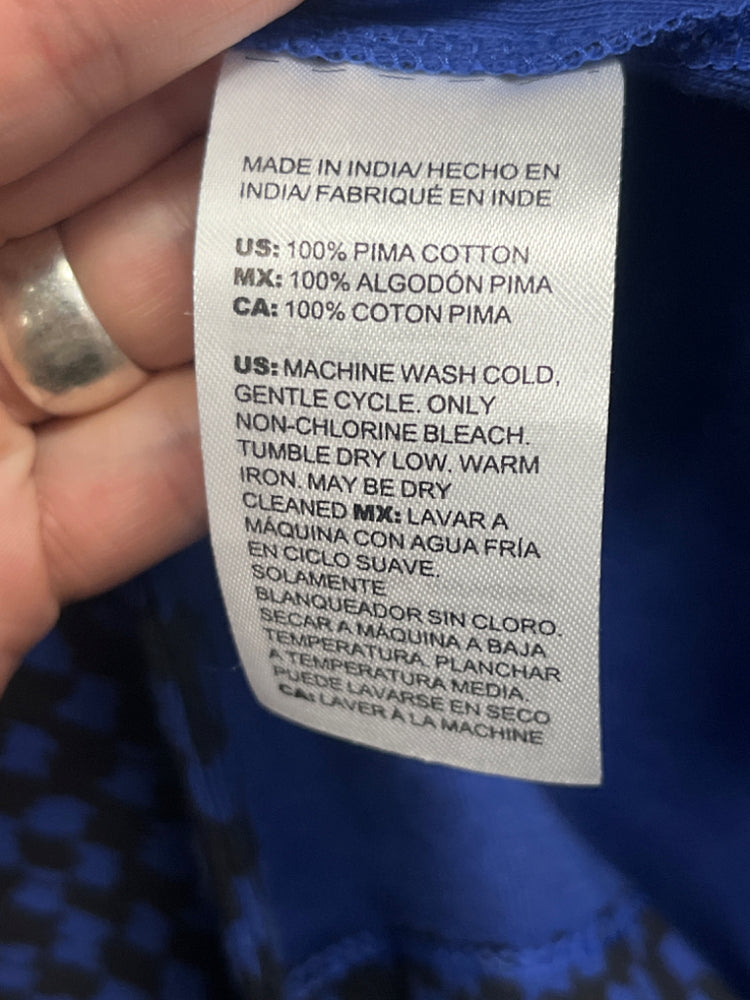 MADE IN INDIA/ HECHO EN
INDIA/ FABRIQUÉ EN INDE
US: 100% PIMA COTTON
MX: 100% ALGODÓN PIMA
CA: 100% COTON PIMA
US: MACHINE WASH COLD,
GENTLE CYCLE. ONLY
NON-CHLORINE BLEACH.
TUMBLE DRY LOW. WARM
IRON. MAY BE DRY
CLEANED MX: LAVAR A
MÁQUINA CON AGUA FRÍA
EN CICLO SUAVE.
SOLAMENTE
BLANQUEADOR SIN CLORO.
SECAR A MÁQUINA A BAJA
TEMPERATURA. PLANCHAR
A TEMPERATURA MEDIA.
PUEDE LAVARSE EN SECO
CA: LAVER À LA MACHINE